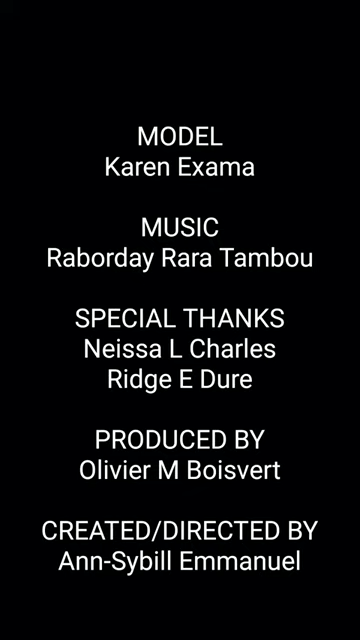 MODEL
Karen Exama
MUSIC
Raborday Rara Tambou
SPECIAL THANKS
Neissa L Charles
Ridge E Dure
PRODUCED BY
Olivier M Boisvert
CREATED/DIRECTED BY
Ann-Sybill Emmanuel